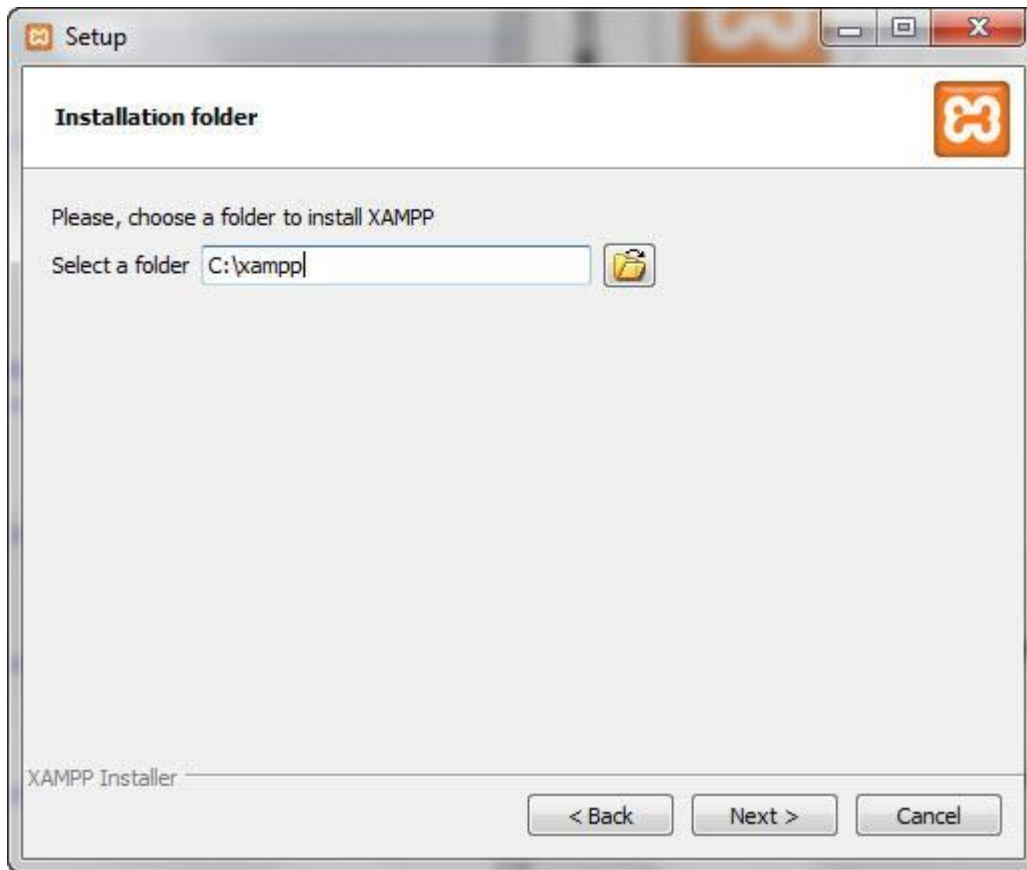 Setup
Installation folder
Please, choose a folder to install XAMPP
Select a folder C:\xampp
XAMPP Installer
< Back Next > Cancel